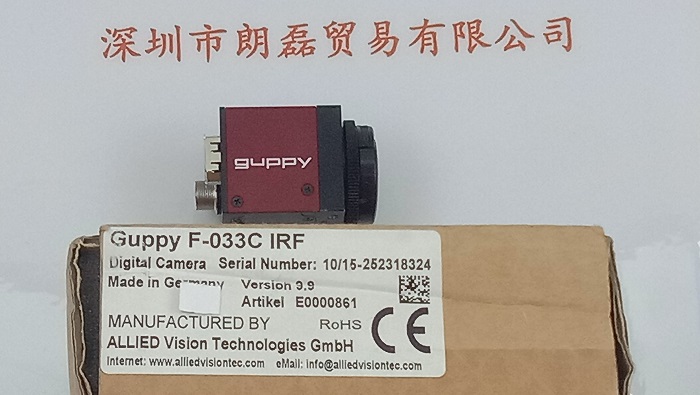 深圳市朗磊贸易有限公司
guppy
Guppy F-033C IRF
Digital Camera Serial Number: 10/15-252318324
Made in Germany Version 9.9
Artikel E0000861
MANUFACTURED BY RoHS CE
ALLIED Vision Technologies GmbH
Internet: www.alliedvisiontec.com eMail: info@alliedvisiontec.com